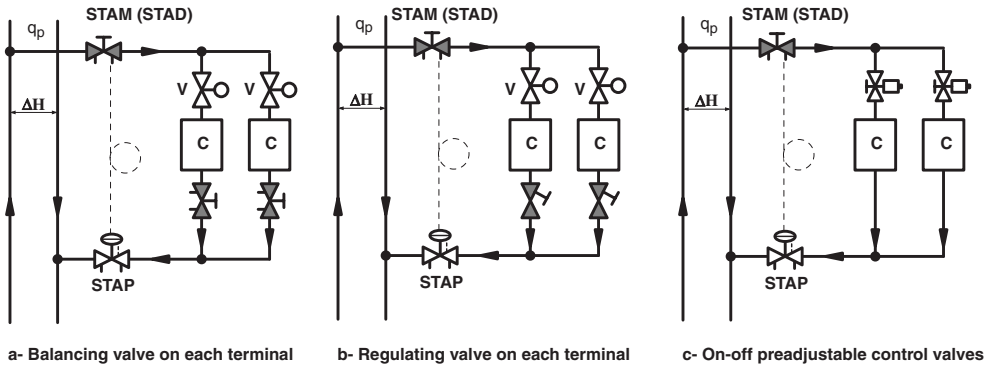 STAM (STAD)
qp
V
V
ΔH
C
C
STAP
a- Balancing valve on each terminal
STAM (STAD)
qp
V
V
ΔH
C
C
STAP
b- Regulating valve on each terminal
STAM (STAD)
qp
ΔH
C
C
STAP
c- On-off preadjustable control valves